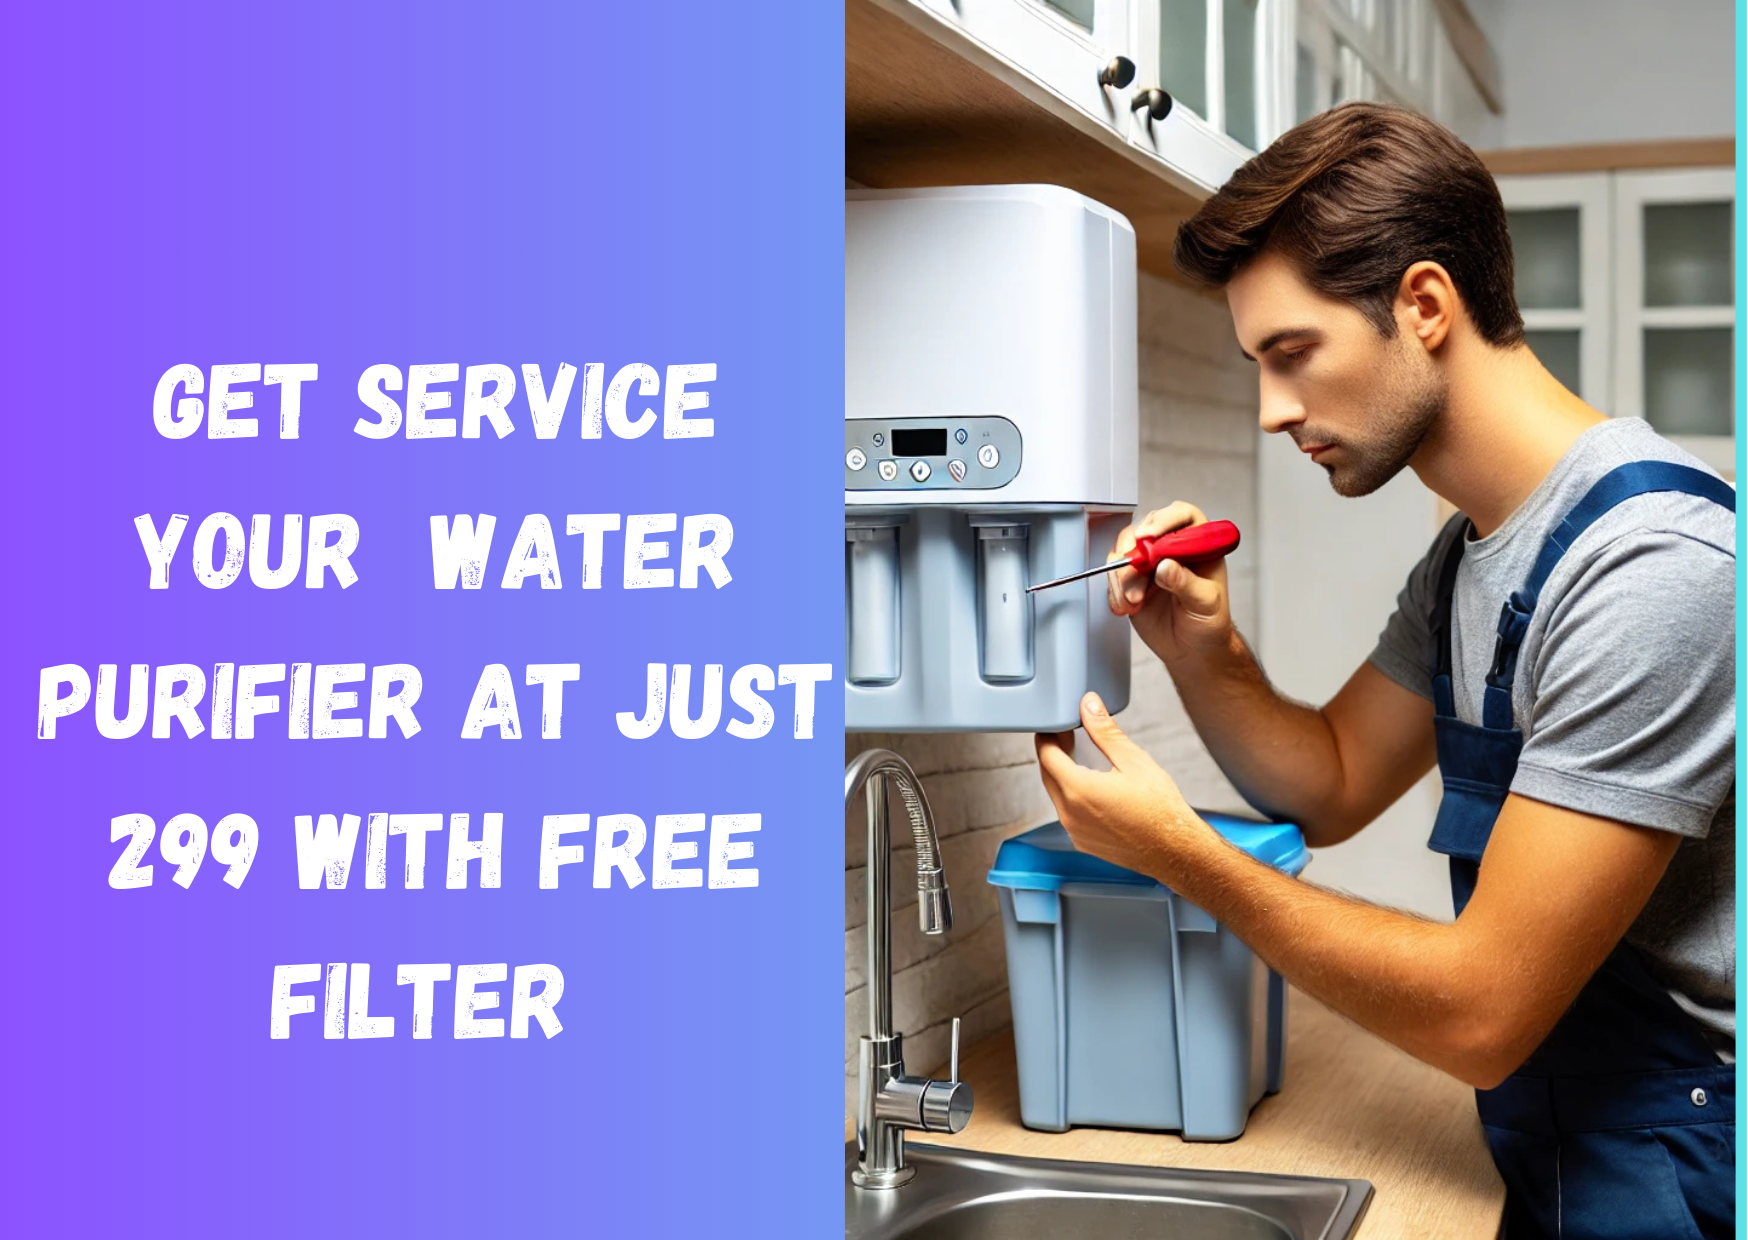 GET SERVICE
YOUR WATER
PURIFIER AT JUST
299 WITH FREE
FILTER